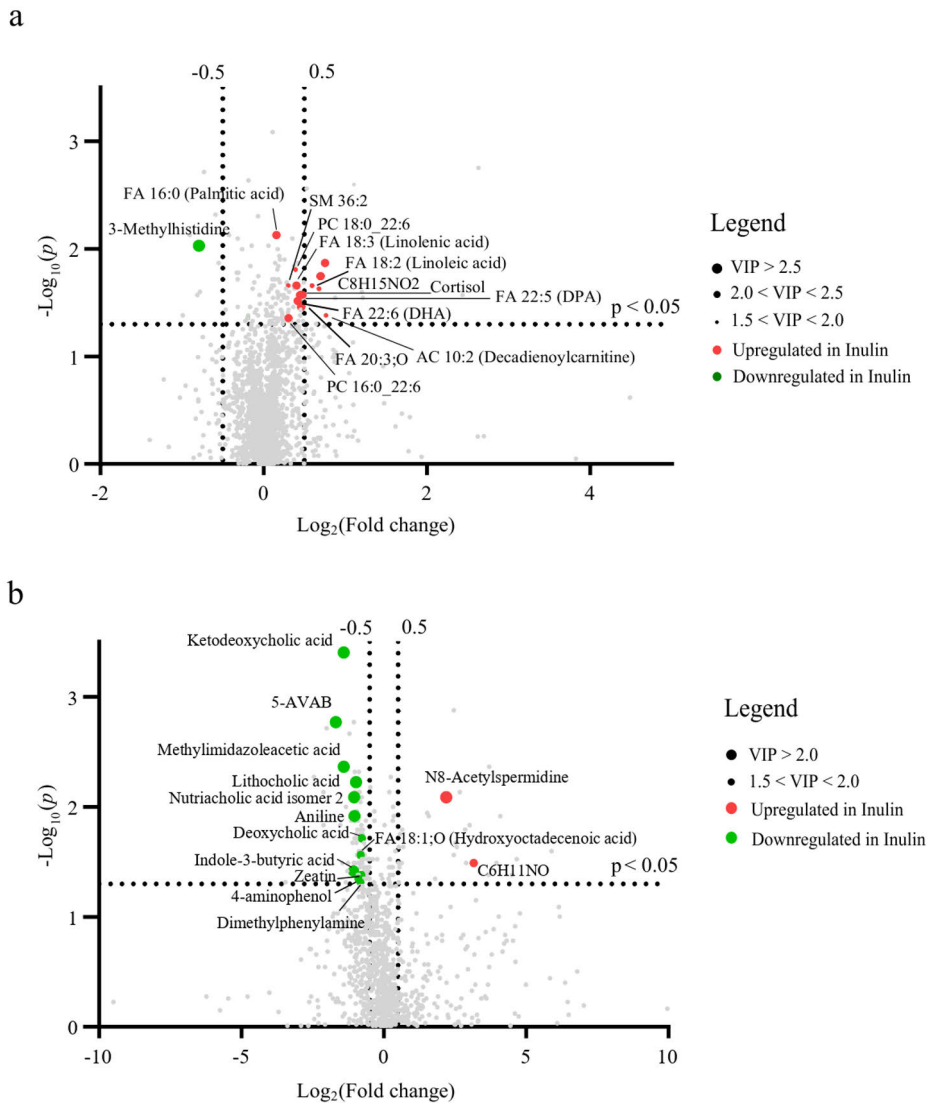 a
-0.5
0.5
3
FA 16:0 (Palmitic acid)
SM 36:2
3-Methylhistidine
PC 18:0_22:6
FA 18:3 (Linolenic acid)
2
FA 18:2 (Linoleic acid)
C8H15NO2
Cortisol
FA 22:5 (DPA)
FA 22:6 (DHA)
p < 0.05
FA 20:3;O
AC 10:2 (Decadienoylcarnitine)
1
PC 16:0_22:6
0
-Log10(p)
-2
0
2
4
Log2(Fold change)
Legend
VIP > 2.5
2.0 < VIP < 2.5
1.5 < VIP < 2.0
Upregulated in Inulin
Downregulated in Inulin
b
-0.5
0.5
Ketodeoxycholic acid
3
5-AVAB
Methylimidazoleacetic acid
Lithocholic acid
N8-Acetylspermidine
2
Nutriacholic acid isomer 2
Aniline
Deoxycholic acid
FA 18:1;O (Hydroxyoctadecenoic acid)
Indole-3-butyric acid
C6H11NO
p < 0.05
Zeatin
4-aminophenol
Dimethylphenylamine
1
0
-Log10(p)
-10
-5
0
5
10
Log2(Fold change)
Legend
VIP > 2.0
1.5 < VIP < 2.0
Upregulated in Inulin
Downregulated in Inulin